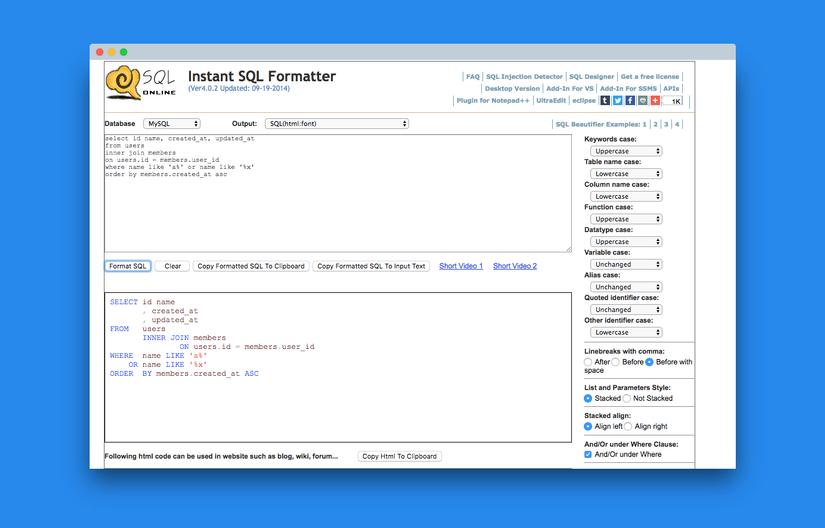 SQL
ONLINE
Instant SQL Formatter
(Ver4.0.2 Updated: 09-19-2014)
FAQ | SQL Injection Detector | SQL Designer | Get a free license |
Desktop Version | Add-In For VS | Add-In For SSMS | APIs |
Plugin for Notepad++ | UltraEdit | eclipse
1K
Database MySQL Output: SQL(html:font)
SQL Beautifier Examples: 1 | 2 | 3 | 4 |
select id name, created_at, updated_at
from users
inner join members
on users.id = members.user_id
where name like 'a%' or name like '%x'
order by members.created_at asc
Format SQL Clear Copy Formatted SQL To Clipboard Copy Formatted SQL To Input Text Short Video 1 Short Video 2
SELECT id name
, created_at
, updated_at
FROM users
INNER JOIN members
ON users.id = members.user_id
WHERE name LIKE 'a%'
OR name LIKE '%x'
ORDER BY members.created_at ASC
Following html code can be used in website such as blog, wiki, forum... Copy Html To Clipboard
Keywords case:
Uppercase
Table name case:
Lowercase
Column name case:
Lowercase
Function case:
Uppercase
Datatype case:
Uppercase
Variable case:
Unchanged
Alias case:
Unchanged
Quoted identifier case:
Unchanged
Other identifier case:
Lowercase
Linebreaks with comma:
After Before Before with
space
List and Parameters Style:
Stacked Not Stacked
Stacked align:
Align left Align right
And/Or under Where Clause:
And/Or under Where